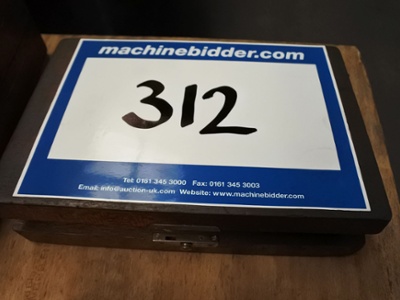 machinebidder.com
312
Tel: 0161 345 3000 Fax: 0161 345 3003
Email: info@auction-uk.com Website: www.machinebidder.com